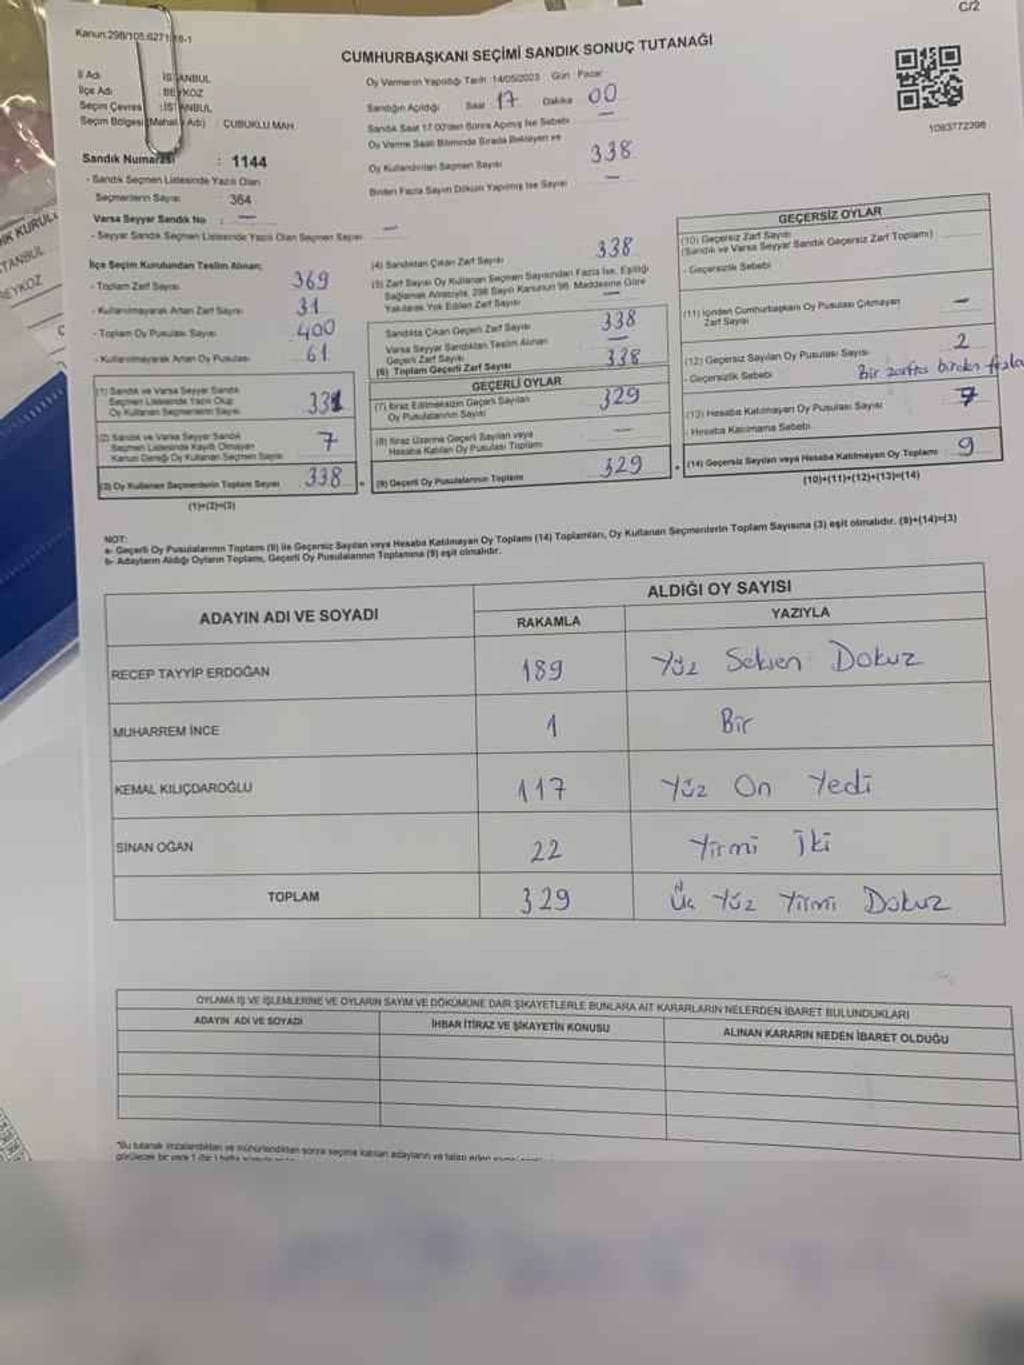 C/2
Kanun:298/105;6271/18-1
CUMHURBAŞKANI SEÇİMİ SANDIK SONUÇ TUTANAĞI
İl Adı : İSTANBUL
İlçe Adı : BEYKOZ
Seçim Çevresi : İSTANBUL
Seçim Bölgesi (Mahalle Adı) : ÇUBUKLU MAH.
Sandık Numarası : 1144
- Sandık Seçmen Listesinde Yazılı Olan
Seçmenlerin Sayısı 364
Varsa Seyyar Sandık No : —
- Seyyar Sandık Seçmen Listesinde Yazılı Olan Seçmen Sayısı —
Oy Vermenin Yapıldığı Tarih :14/05/2023 Gün : Pazar
Sandığın Açıldığı Saat 17 Dakika 00
Sandık Saat 17.00'den Sonra Açılmış İse Sebebi —
Oy Verme Saati Bitiminde Sırada Bekleyen ve
Oy Kullandırılan Seçmen Sayısı 338
Birden Fazla Sayım Döküm Yapılmış İse Sayısı —
1093772398
İlçe Seçim Kurulundan Teslim Alınan;
- Toplam Zarf Sayısı 369
- Kullanılmayarak Artan Zarf Sayısı 31
- Toplam Oy Pusulası Sayısı 400
- Kullanılmayarak Artan Oy Pusulası 61
(1) Sandık ve Varsa Seyyar Sandık
Seçmen Listesinde Yazılı Olup
Oy Kullanan Seçmenlerin Sayısı 331
(2) Sandık ve Varsa Seyyar Sandık
Seçmen Listesinde Kayıtlı Olmayan
Kanun Gereği Oy Kullanan Seçmen Sayısı 7
(3) Oy Kullanan Seçmenlerin Toplam Sayısı 338
(1)+(2)=(3)
(4) Sandıktan Çıkan Zarf Sayısı 338
(5) Zarf Sayısı Oy Kullanan Seçmen Sayısından Fazla İse, Eşitliği
Sağlamak Amacıyla, 298 Sayılı Kanunun 98. Maddesine Göre
Yakılarak Yok Edilen Zarf Sayısı —
Sandıkta Çıkan Geçerli Zarf Sayısı 338
Varsa Seyyar Sandıktan Teslim Alınan
Geçerli Zarf Sayısı —
(6) Toplam Geçerli Zarf Sayısı 338
GEÇERLİ OYLAR
(7) İtiraz Edilmeksizin Geçerli Sayılan
Oy Pusulalarının Sayısı 329
(8) İtiraz Üzerine Geçerli Sayılan veya
Hesaba Katılan Oy Pusulası Toplamı —
(9) Geçerli Oy Pusulalarının Toplamı 329
GEÇERSİZ OYLAR
(10) Geçersiz Zarf Sayısı
(Sandık ve Varsa Seyyar Sandık Geçersiz Zarf Toplamı)
- Geçersizlik Sebebi
(11) İçinden Cumhurbaşkanı Oy Pusulası Çıkmayan
Zarf Sayısı —
(12) Geçersiz Sayılan Oy Pusulası Sayısı 2
- Geçersizlik Sebebi Bir zarftan birden fazla
(13) Hesaba Katılmayan Oy Pusulası Sayısı 7
- Hesaba Katılmama Sebebi
(14) Geçersiz Sayılan veya Hesaba Katılmayan Oy Toplamı 9
(10)+(11)+(12)+(13)=(14)
NOT:
a- Geçerli Oy Pusulalarının Toplamı (9) ile Geçersiz Sayılan veya Hesaba Katılmayan Oy Toplamı (14) Toplamları, Oy Kullanan Seçmenlerin Toplam Sayısına (3) eşit olmalıdır. (9)+(14)=(3)
b- Adayların Aldığı Oyların Toplamı, Geçerli Oy Pusulalarının Toplamına (9) eşit olmalıdır.
ADAYIN ADI VE SOYADI ALDIĞI OY SAYISI
RAKAMLA YAZIYLA
RECEP TAYYİP ERDOĞAN 189 Yüz Seksen Dokuz
MUHARREM İNCE 1 Bir
KEMAL KILIÇDAROĞLU 117 Yüz On Yedi
SİNAN OĞAN 22 Yirmi İki
TOPLAM 329 Üç Yüz Yirmi Dokuz
OYLAMA İŞ VE İŞLEMLERİNE VE OYLARIN SAYIM VE DÖKÜMÜNE DAİR ŞİKAYETLERLE BUNLARA AİT KARARLARIN NELERDEN İBARET BULUNDUKLARI
ADAYIN ADI VE SOYADI İHBAR İTİRAZ VE ŞİKAYETİN KONUSU ALINAN KARARIN NEDEN İBARET OLDUĞU
*Bu tutanak imzalandıktan ve mühürlendikten sonra seçime katılan adayların ve talep eden